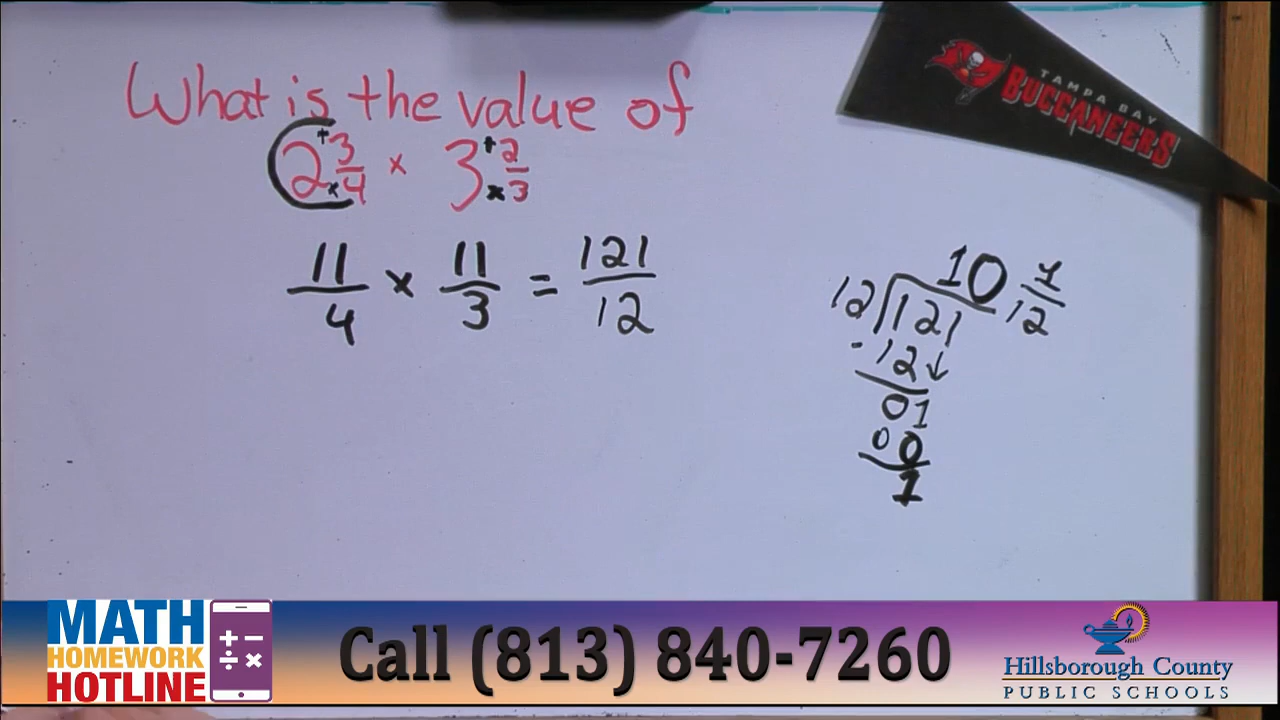 What is the value of
2 3/4 × 3 2/3
+ × + ×
11/4 × 11/3 = 121/12
10 1/12
12 121
- 12 ↓
01
00
1
TAMPA BAY
BUCCANEERS
MATH
HOMEWORK
HOTLINE
+ −
÷ ×
Call (813) 840-7260
Hillsborough County
PUBLIC SCHOOLS